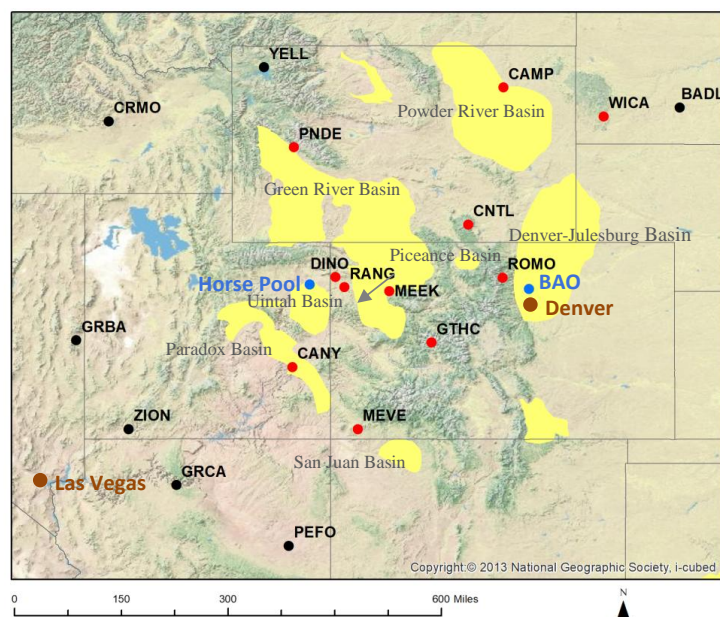 YELL
CAMP
CRMO
BADL
WICA
Powder River Basin
PNDE
Green River Basin
CNTL
Denver-Julesburg Basin
Piceance Basin
DINO
RANG
ROMO
Horse Pool
BAO
MEEK
Uintah Basin
Denver
GRBA
GTHC
Paradox Basin
CANY
ZION
MEVE
San Juan Basin
GRCA
Las Vegas
PEFO
Copyright:© 2013 National Geographic Society, i-cubed
0 150 300 600 Miles
N